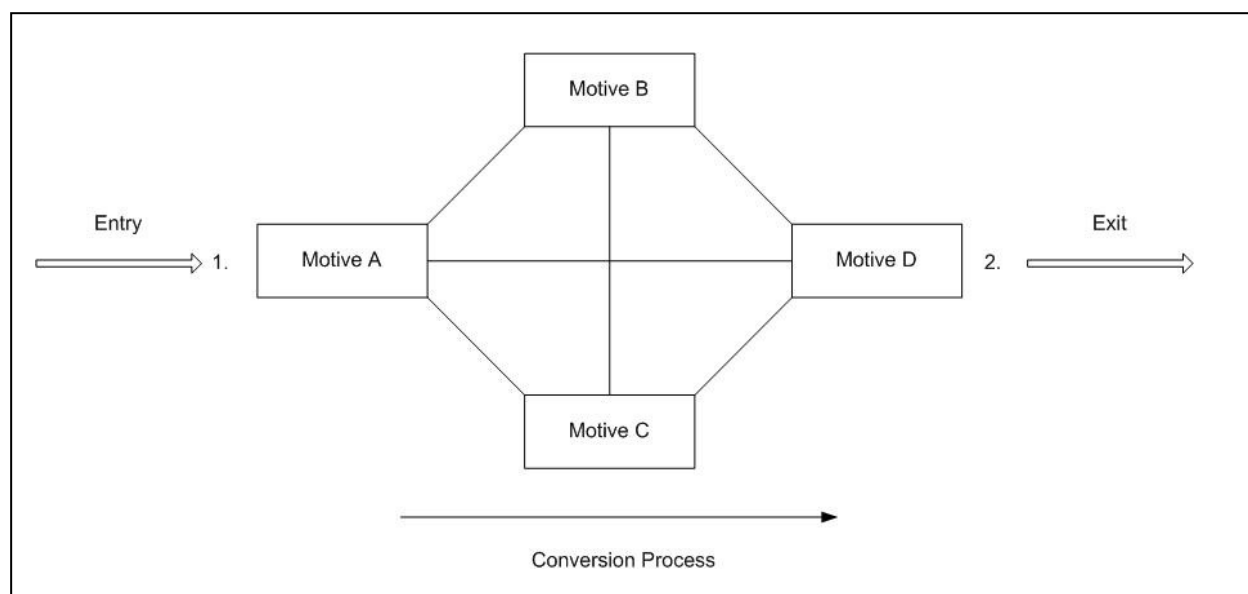 Motive B
Entry
Exit
1.
Motive A
Motive D
2.
Motive C
Conversion Process